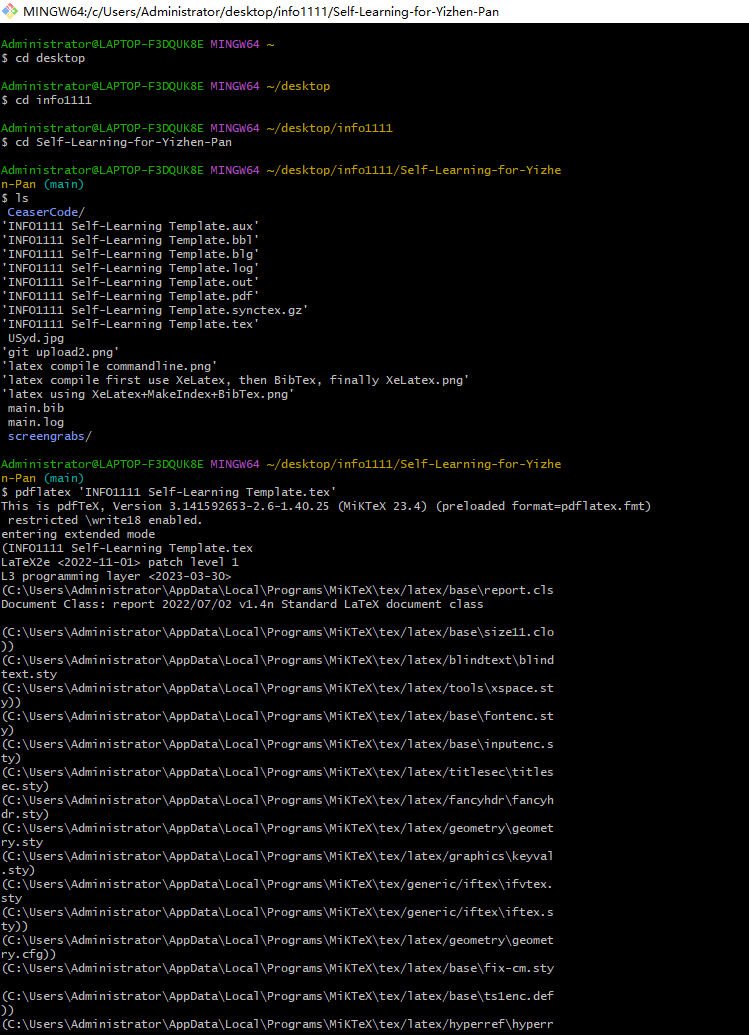 MINGW64:/c/Users/Administrator/desktop/info1111/Self-Learning-for-Yizhen-Pan
Administrator@LAPTOP-F3DQUK8E MINGW64 ~
$ cd desktop
Administrator@LAPTOP-F3DQUK8E MINGW64 ~/desktop
$ cd info1111
Administrator@LAPTOP-F3DQUK8E MINGW64 ~/desktop/info1111
$ cd Self-Learning-for-Yizhen-Pan
Administrator@LAPTOP-F3DQUK8E MINGW64 ~/desktop/info1111/Self-Learning-for-Yizhe
n-Pan (main)
$ ls
CeaserCode/
'INFO1111 Self-Learning Template.aux'
'INFO1111 Self-Learning Template.bbl'
'INFO1111 Self-Learning Template.blg'
'INFO1111 Self-Learning Template.log'
'INFO1111 Self-Learning Template.out'
'INFO1111 Self-Learning Template.pdf'
'INFO1111 Self-Learning Template.synctex.gz'
'INFO1111 Self-Learning Template.tex'
USyd.jpg
'git upload2.png'
'latex compile commandline.png'
'latex compile first use XeLatex, then BibTex, finally XeLatex.png'
'latex using XeLatex+MakeIndex+BibTex.png'
main.bib
main.log
screengrabs/
Administrator@LAPTOP-F3DQUK8E MINGW64 ~/desktop/info1111/Self-Learning-for-Yizhe
n-Pan (main)
$ pdflatex 'INFO1111 Self-Learning Template.tex'
This is pdfTeX, Version 3.141592653-2.6-1.40.25 (MiKTeX 23.4) (preloaded format=pdflatex.fmt)
restricted \write18 enabled.
entering extended mode
(INFO1111 Self-Learning Template.tex
LaTeX2e <2022-11-01> patch level 1
L3 programming layer <2023-03-30>
(C:\Users\Administrator\AppData\Local\Programs\MiKTeX\tex/latex/base\report.cls
Document Class: report 2022/07/02 v1.4n Standard LaTeX document class
(C:\Users\Administrator\AppData\Local\Programs\MiKTeX\tex/latex/base\size11.clo
))
(C:\Users\Administrator\AppData\Local\Programs\MiKTeX\tex/latex/blindtext\blind
text.sty
(C:\Users\Administrator\AppData\Local\Programs\MiKTeX\tex/latex/tools\xspace.st
y))
(C:\Users\Administrator\AppData\Local\Programs\MiKTeX\tex/latex/base\fontenc.st
y)
(C:\Users\Administrator\AppData\Local\Programs\MiKTeX\tex/latex/base\inputenc.s
ty)
(C:\Users\Administrator\AppData\Local\Programs\MiKTeX\tex/latex/titlesec\titles
ec.sty)
(C:\Users\Administrator\AppData\Local\Programs\MiKTeX\tex/latex/fancyhdr\fancyh
dr.sty)
(C:\Users\Administrator\AppData\Local\Programs\MiKTeX\tex/latex/geometry\geomet
ry.sty
(C:\Users\Administrator\AppData\Local\Programs\MiKTeX\tex/latex/graphics\keyval
.sty)
(C:\Users\Administrator\AppData\Local\Programs\MiKTeX\tex/generic/iftex\ifvtex.
sty
(C:\Users\Administrator\AppData\Local\Programs\MiKTeX\tex/generic/iftex\iftex.s
ty))
(C:\Users\Administrator\AppData\Local\Programs\MiKTeX\tex/latex/geometry\geomet
ry.cfg))
(C:\Users\Administrator\AppData\Local\Programs\MiKTeX\tex/latex/base\fix-cm.sty
(C:\Users\Administrator\AppData\Local\Programs\MiKTeX\tex/latex/base\ts1enc.def
))
(C:\Users\Administrator\AppData\Local\Programs\MiKTeX\tex/latex/hyperref\hyperr